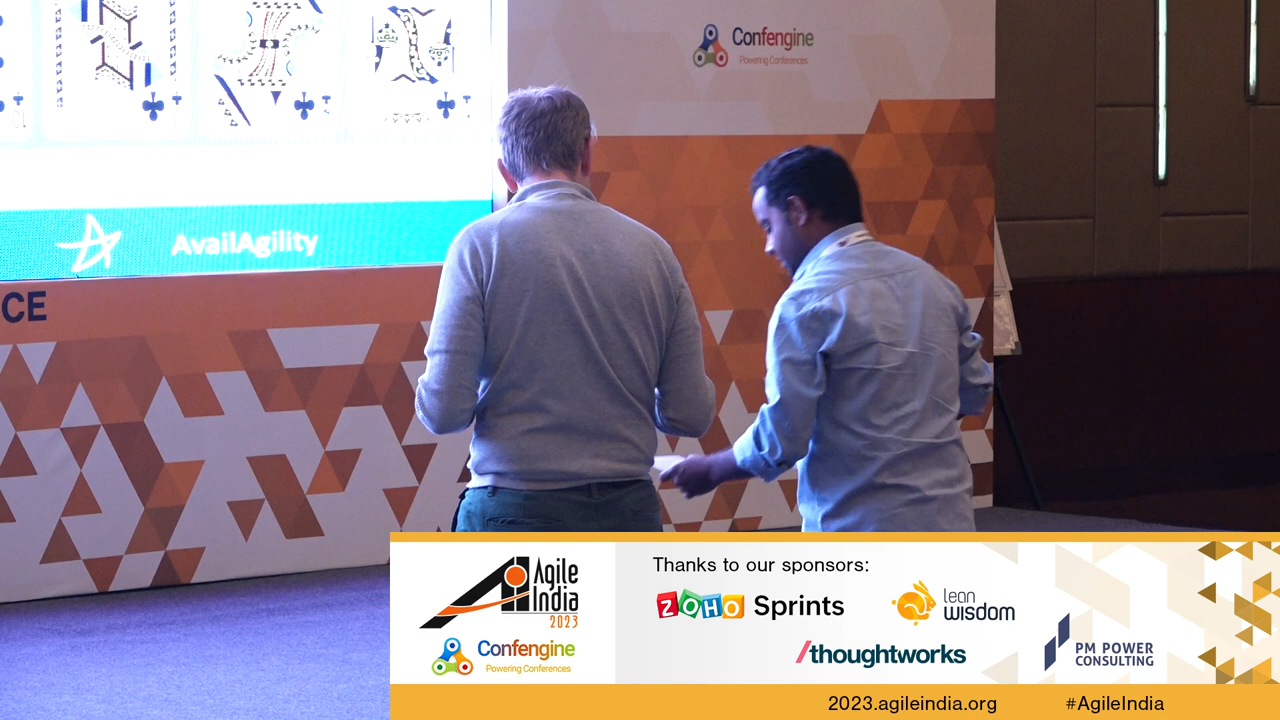 Confengine
Powering Conferences
AvailAgility
CE
Agile
India
2023
Confengine
Powering Conferences
Thanks to our sponsors:
ZOHO Sprints
lean
wisdom
/thoughtworks
PM POWER
CONSULTING
2023.agileindia.org
#AgileIndia